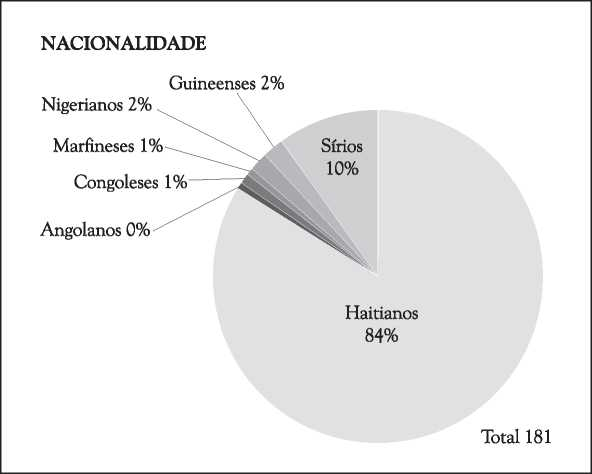 NACIONALIDADE
Guineenses 2%
Nigerianos 2%
Marfineses 1%
Congoleses 1%
Angolanos 0%
Sírios
10%
Haitianos
84%
Total 181